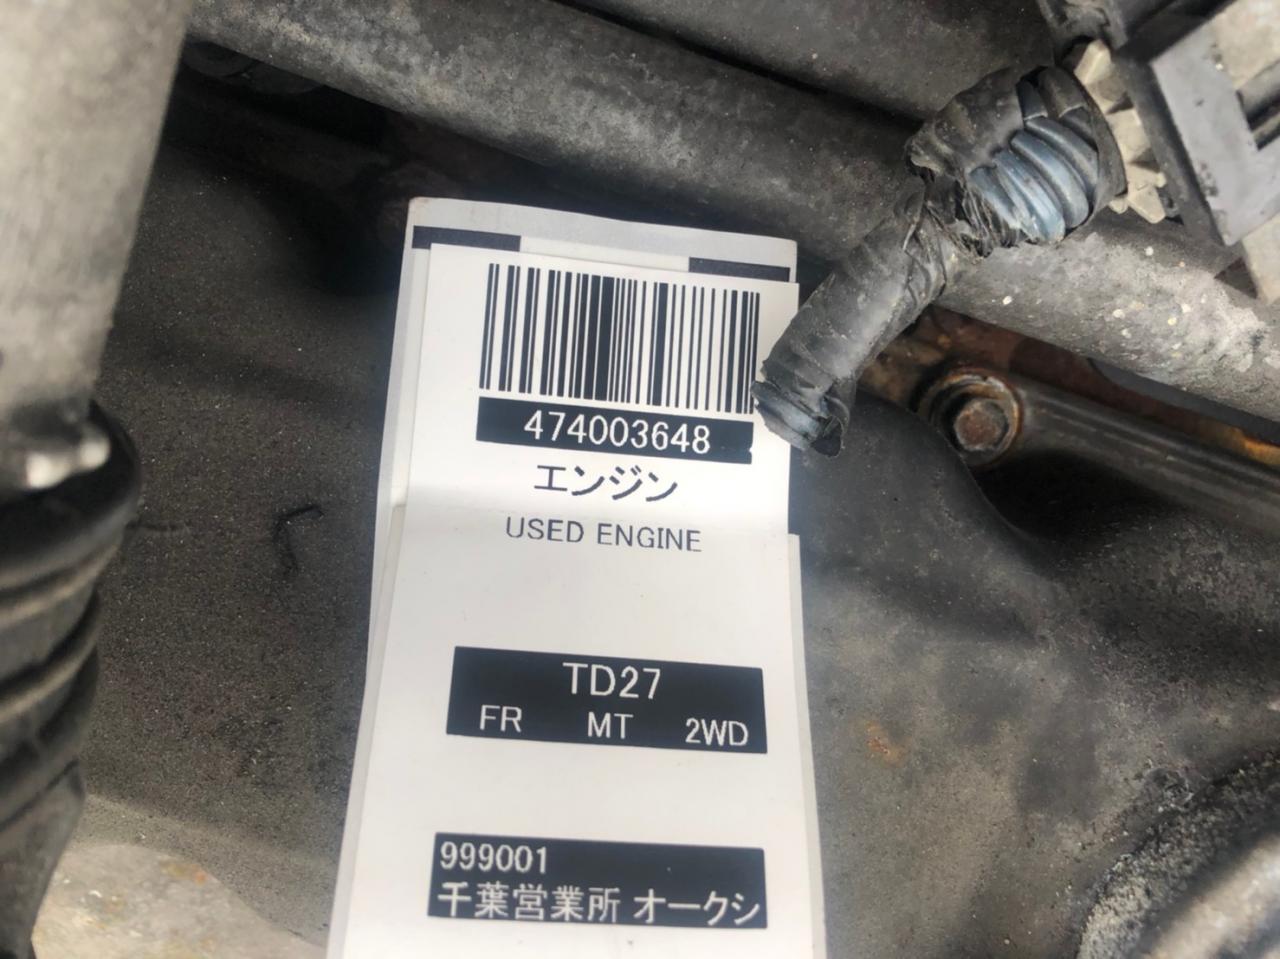 474003648
エンジン
USED ENGINE
TD27
FR MT 2WD
999001
千葉営業所 オークシ